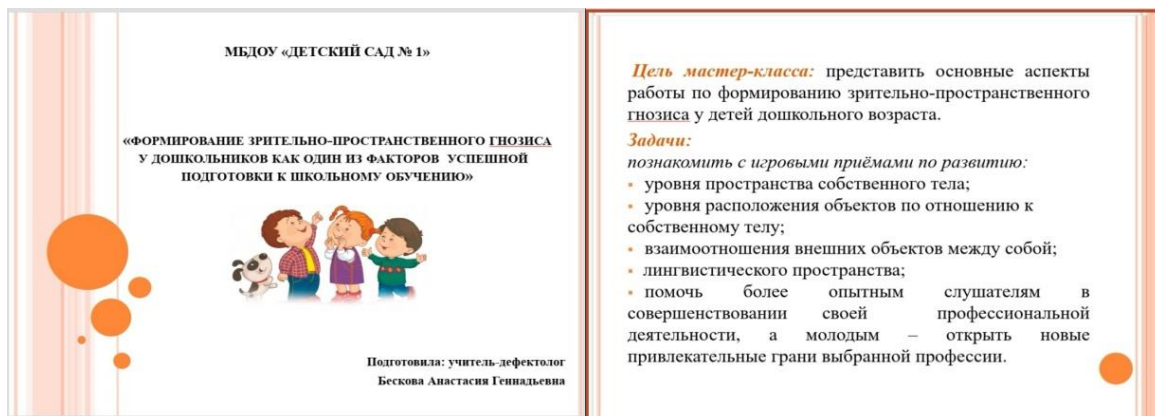 МБДОУ «ДЕТСКИЙ САД № 1»
«ФОРМИРОВАНИЕ ЗРИТЕЛЬНО-ПРОСТРАНСТВЕННОГО ГНОЗИСА
У ДОШКОЛЬНИКОВ КАК ОДИН ИЗ ФАКТОРОВ УСПЕШНОЙ
ПОДГОТОВКИ К ШКОЛЬНОМУ ОБУЧЕНИЮ»
Подготовила: учитель-дефектолог
Бескова Анастасия Геннадьевна
Цель мастер-класса: представить основные аспекты
работы по формированию зрительно-пространственного
гнозиса у детей дошкольного возраста.
Задачи:
познакомить с игровыми приёмами по развитию:
▪ уровня пространства собственного тела;
▪ уровня расположения объектов по отношению к
собственному телу;
▪ взаимоотношения внешних объектов между собой;
▪ лингвистического пространства;
▪ помочь более опытным слушателям в
совершенствовании своей профессиональной
деятельности, а молодым – открыть новые
привлекательные грани выбранной профессии.